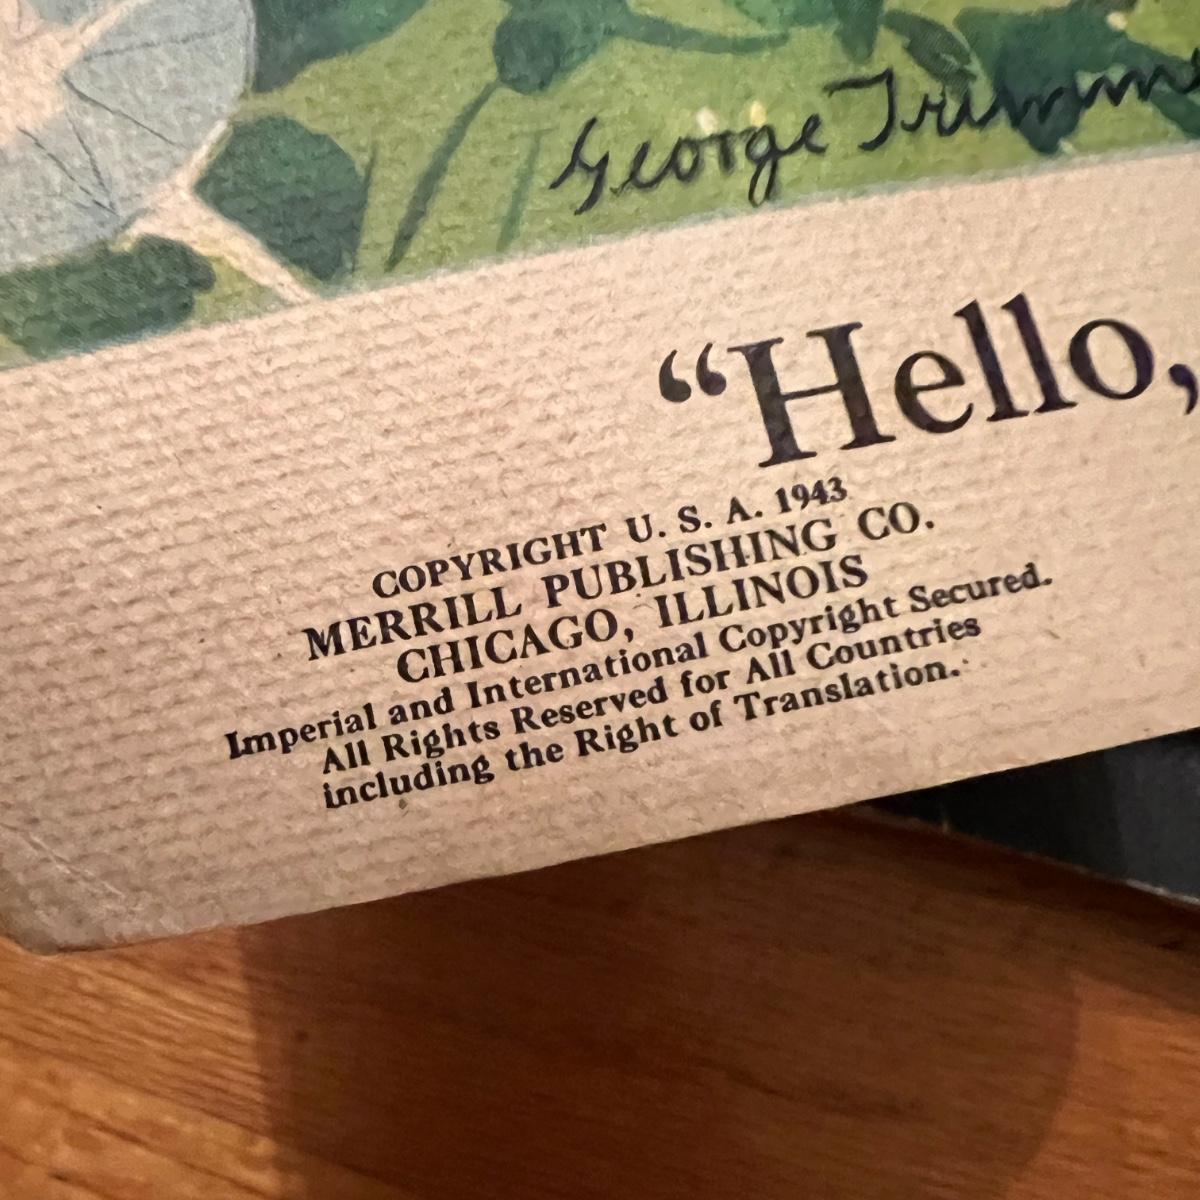 George
“Hello,
COPYRIGHT U. S. A. 1943
MERRILL PUBLISHING CO.
CHICAGO, ILLINOIS
Imperial and International Copyright Secured.
All Rights Reserved for All Countries
including the Right of Translation.